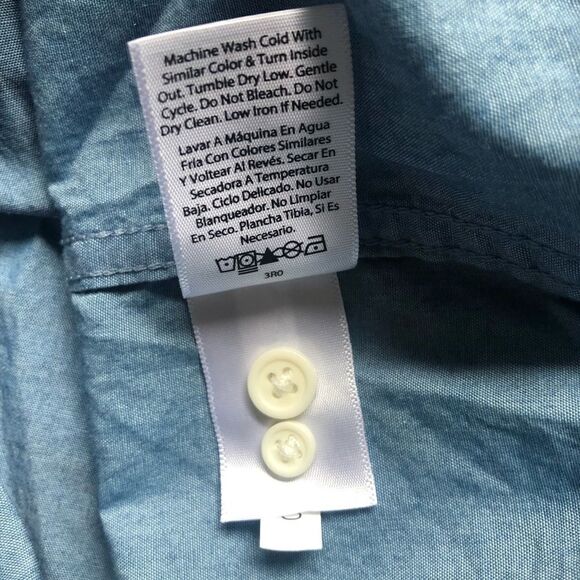 Machine Wash Cold With
Similar Color & Turn Inside
Out. Tumble Dry Low. Gentle
Cycle. Do Not Bleach. Do Not
Dry Clean. Low Iron If Needed.
Lavar A Máquina En Agua
Fría Con Colores Similares
Y Voltear Al Revés. Secar En
Secadora A Temperatura
Baja. Ciclo Delicado. No Usar
Blanqueador. No Limpiar
En Seco. Plancha Tibia, Si Es
Necesario.
3RO